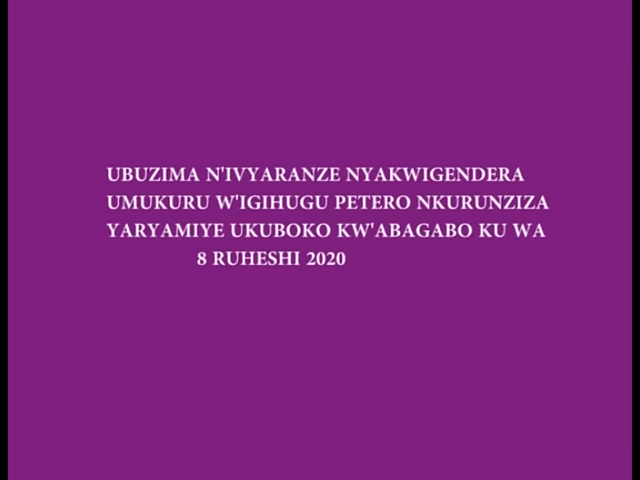 UBUZIMA N'IVYARANZE NYAKWIGENDERA
UMUKURU W'IGIHUGU PETERO NKURUNZIZA
YARYAMIYE UKUBOKO KW'ABAGABO KU WA
8 RUHESHI 2020